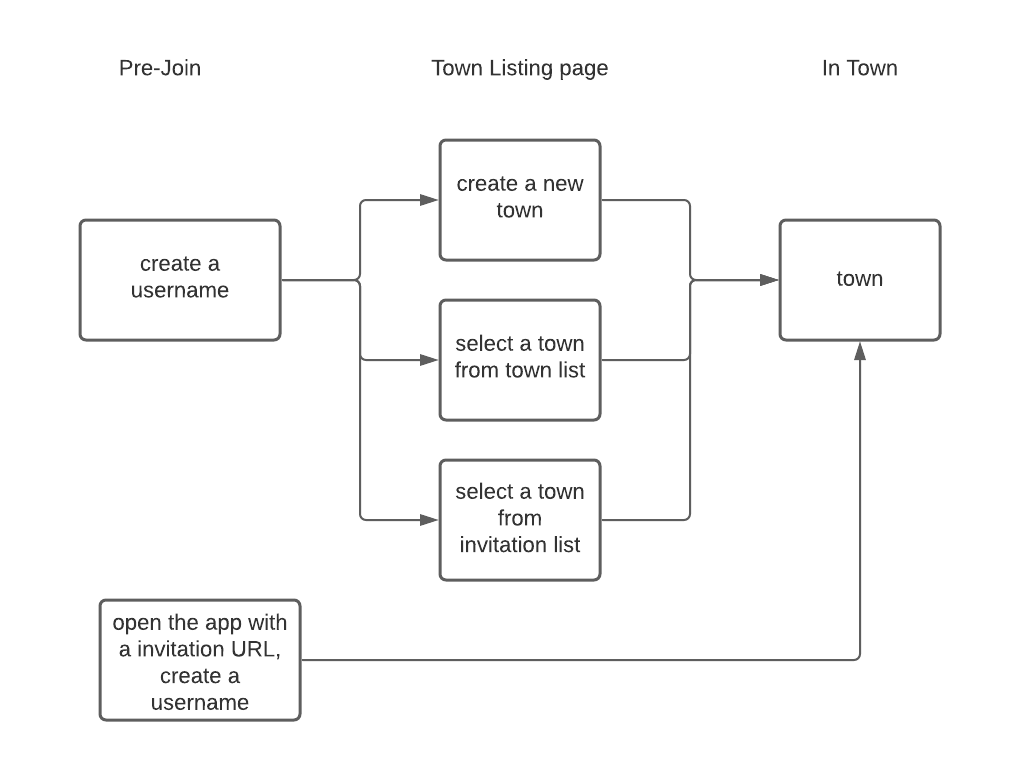 Pre-Join
Town Listing page
In Town
create a
username
create a new
town
select a town
from town list
select a town
from
invitation list
town
open the app with
a invitation URL,
create a
username